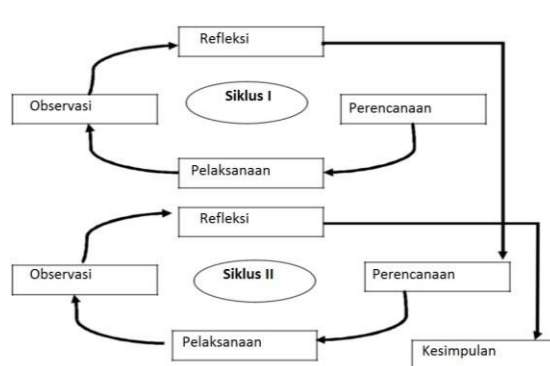 Refleksi
Siklus I
Observasi
Perencanaan
Pelaksanaan
Refleksi
Siklus II
Observasi
Perencanaan
Pelaksanaan
Kesimpulan